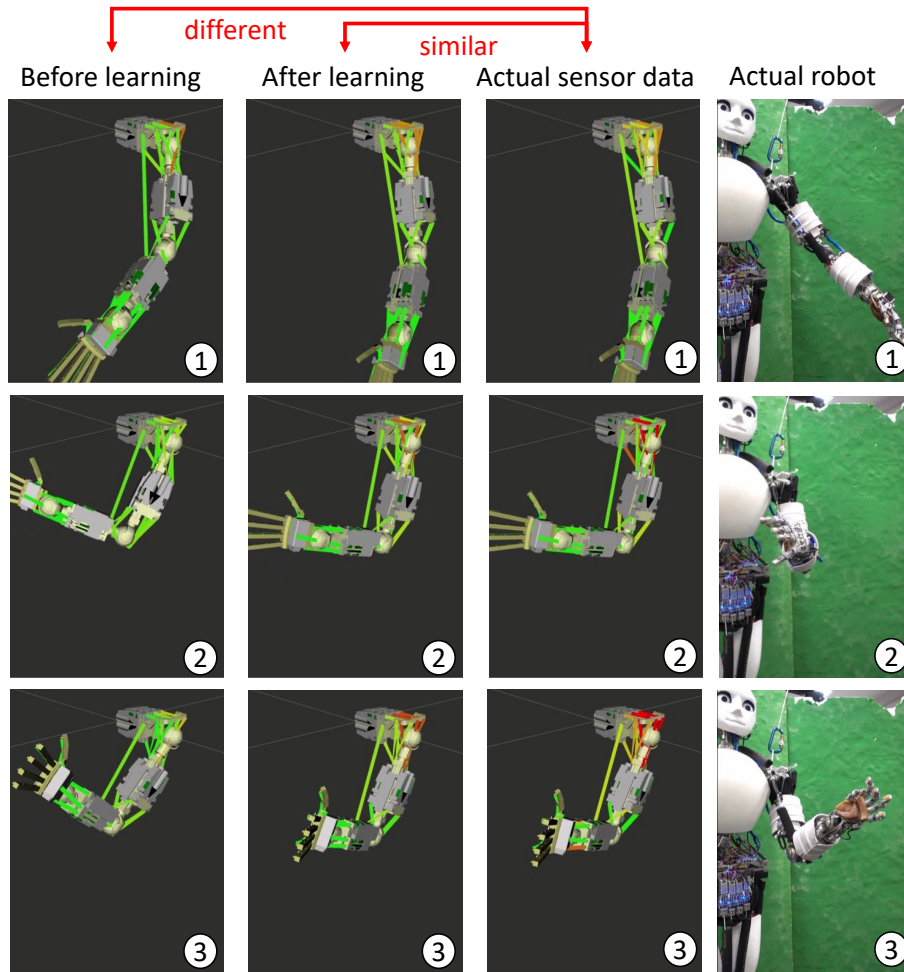 different
similar
Before learning
After learning
Actual sensor data
Actual robot
1
1
1
1
2
2
2
2
3
3
3
3